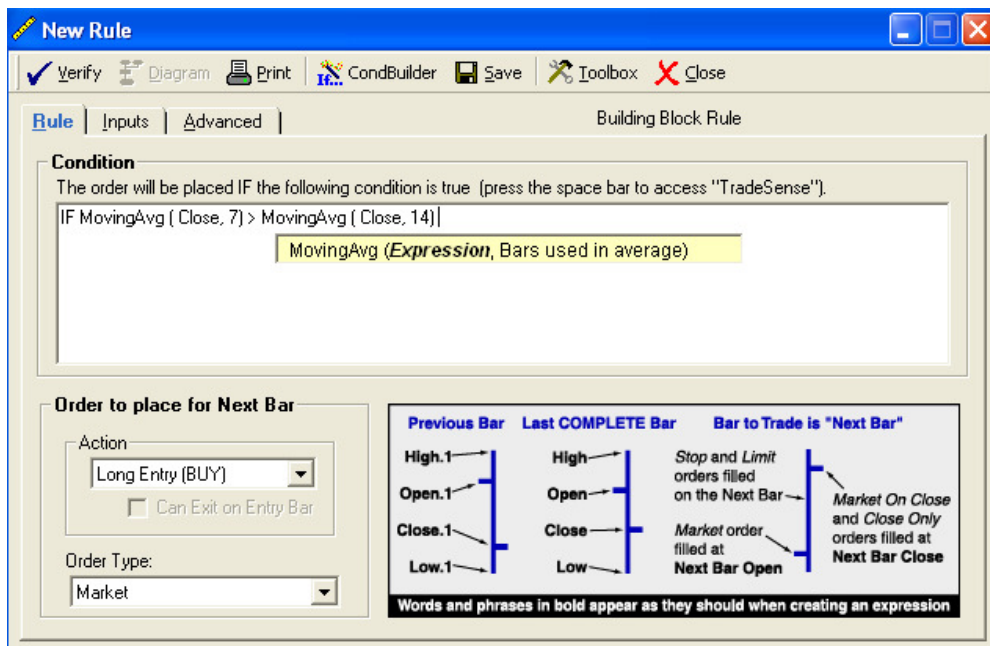 New Rule
Verify Diagram Print If... CondBuilder Save Toolbox Close
Rule Inputs Advanced Building Block Rule
Condition
The order will be placed IF the following condition is true (press the space bar to access "TradeSense").
IF MovingAvg ( Close, 7) > MovingAvg ( Close, 14)
MovingAvg (Expression, Bars used in average)
Order to place for Next Bar
Action
Long Entry (BUY)
Can Exit on Entry Bar
Order Type:
Market
Previous Bar Last COMPLETE Bar Bar to Trade is "Next Bar"
High.1
Open.1
Close.1
Low.1
High
Open
Close
Low
Stop and Limit
orders filled
on the Next Bar
Market order
filled at
Next Bar Open
Market On Close
and Close Only
orders filled at
Next Bar Close
Words and phrases in bold appear as they should when creating an expression